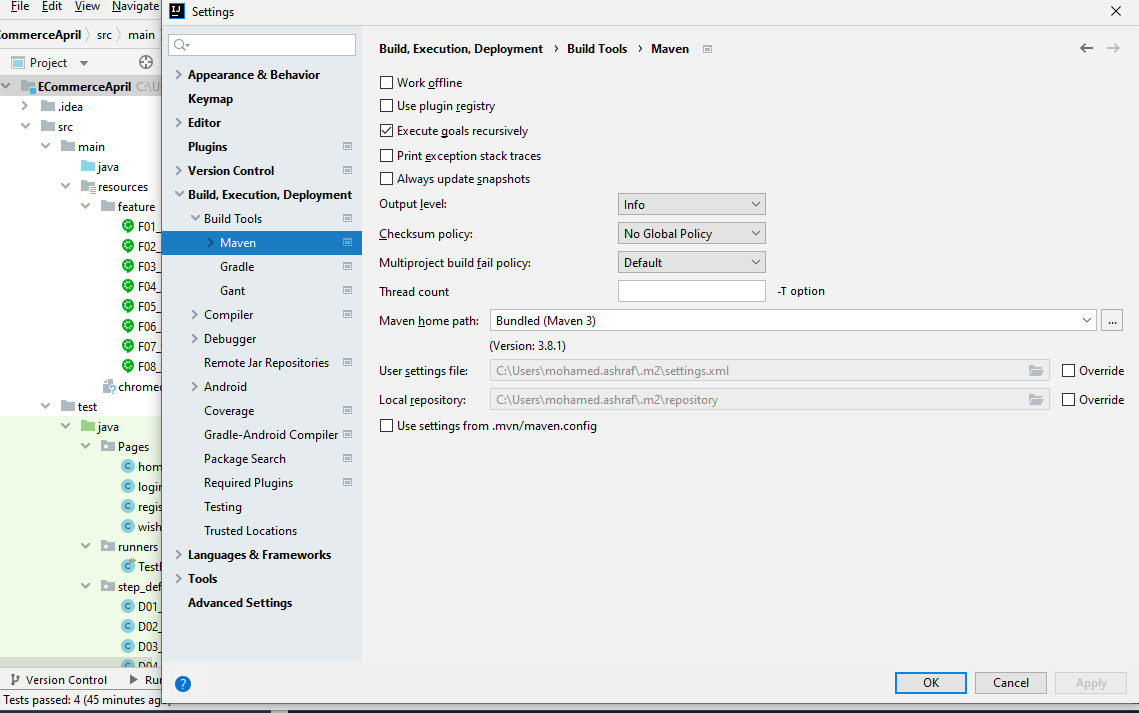 File Edit View Navigate
Settings
CommerceApril src main
Project
ECommerceApril C:\U
.idea
src
main
java
resources
feature
F01_
F02_
F03_
F04_
F05_
F06_
F07_
F08_
chromed
test
java
Pages
hom
login
regis
wish
runners
TestR
step_def
D01_
D02_
D03_
D04
Version Control Run
Tests passed: 4 (45 minutes ago)
Appearance & Behavior
Keymap
Editor
Plugins
Version Control
Build, Execution, Deployment
Build Tools
Maven
Gradle
Gant
Compiler
Debugger
Remote Jar Repositories
Android
Coverage
Gradle-Android Compiler
Package Search
Required Plugins
Testing
Trusted Locations
Languages & Frameworks
Tools
Advanced Settings
?
Build, Execution, Deployment › Build Tools › Maven
Work offline
Use plugin registry
Execute goals recursively
Print exception stack traces
Always update snapshots
Output level: Info
Checksum policy: No Global Policy
Multiproject build fail policy: Default
Thread count -T option
Maven home path: Bundled (Maven 3) ...
(Version: 3.8.1)
User settings file: C:\Users\mohamed.ashraf\.m2\settings.xml Override
Local repository: C:\Users\mohamed.ashraf\.m2\repository Override
Use settings from .mvn/maven.config
OK Cancel Apply